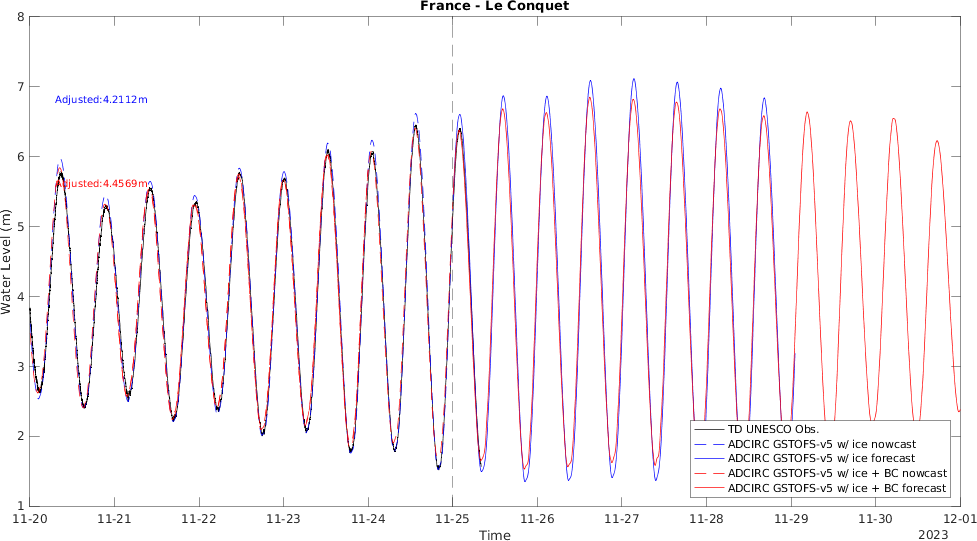 France - Le Conquet
8
7
6
5
4
3
2
1
Water Level (m)
Adjusted:4.2112m
Adjusted:4.4569m
TD UNESCO Obs.
ADCIRC GSTOFS-v5 w/ ice nowcast
ADCIRC GSTOFS-v5 w/ ice forecast
ADCIRC GSTOFS-v5 w/ ice + BC nowcast
ADCIRC GSTOFS-v5 w/ ice + BC forecast
11-20 11-21 11-22 11-23 11-24 11-25 11-26 11-27 11-28 11-29 11-30 12-01
Time
2023